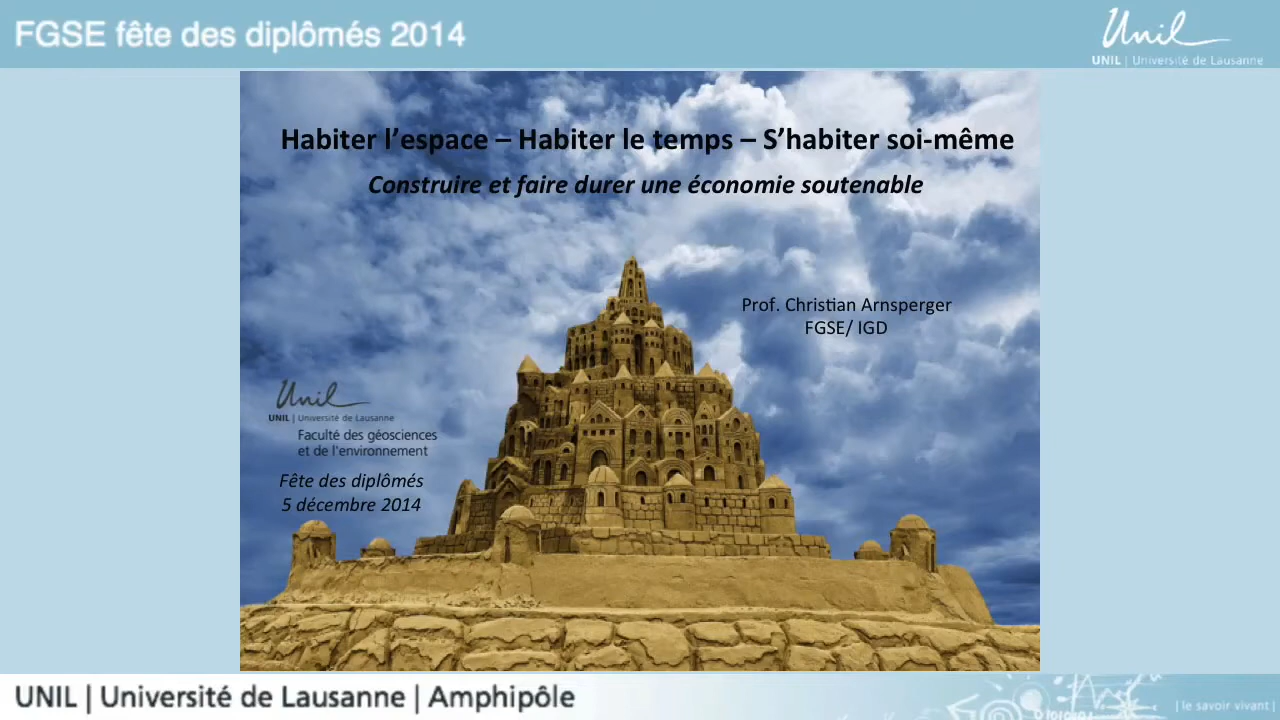 FGSE fête des diplômés 2014
Unil
UNIL | Université de Lausanne
Habiter l’espace – Habiter le temps – S’habiter soi-même
Construire et faire durer une économie soutenable
Prof. Christian Arnsperger
FGSE/ IGD
Unil
UNIL | Université de Lausanne
Faculté des géosciences
et de l'environnement
Fête des diplômés
5 décembre 2014
UNIL | Université de Lausanne | Amphipôle
| le savoir vivant |